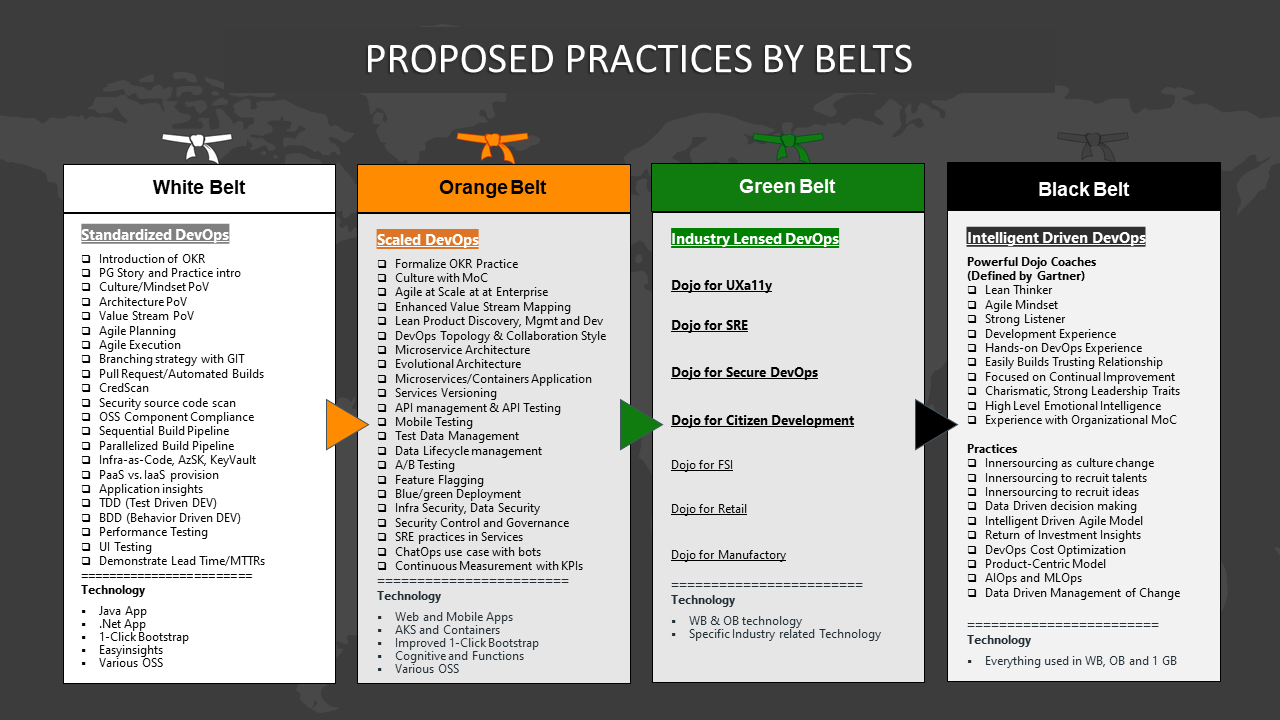 PROPOSED PRACTICES BY BELTS
White Belt
Standardized DevOps
❑ Introduction of OKR
❑ PG Story and Practice intro
❑ Culture/Mindset PoV
❑ Architecture PoV
❑ Value Stream PoV
❑ Agile Planning
❑ Agile Execution
❑ Branching strategy with GIT
❑ Pull Request/Automated Builds
❑ CredScan
❑ Security source code scan
❑ OSS Component Compliance
❑ Sequential Build Pipeline
❑ Parallelized Build Pipeline
❑ Infra-as-Code, AzSK, KeyVault
❑ PaaS vs. IaaS provision
❑ Application insights
❑ TDD (Test Driven DEV)
❑ BDD (Behavior Driven DEV)
❑ Performance Testing
❑ UI Testing
❑ Demonstrate Lead Time/MTTRs
========================
Technology
▪ Java App
▪ .Net App
▪ 1-Click Bootstrap
▪ Easyinsights
▪ Various OSS
Orange Belt
Scaled DevOps
❑ Formalize OKR Practice
❑ Culture with MoC
❑ Agile at Scale at at Enterprise
❑ Enhanced Value Stream Mapping
❑ Lean Product Discovery, Mgmt and Dev
❑ DevOps Topology & Collaboration Style
❑ Microservice Architecture
❑ Evolutional Architecture
❑ Microservices/Containers Application
❑ Services Versioning
❑ API management & API Testing
❑ Mobile Testing
❑ Test Data Management
❑ Data Lifecycle management
❑ A/B Testing
❑ Feature Flagging
❑ Blue/green Deployment
❑ Infra Security, Data Security
❑ Security Control and Governance
❑ SRE practices in Services
❑ ChatOps use case with bots
❑ Continuous Measurement with KPIs
========================
Technology
▪ Web and Mobile Apps
▪ AKS and Containers
▪ Improved 1-Click Bootstrap
▪ Cognitive and Functions
▪ Various OSS
Green Belt
Industry Lensed DevOps
Dojo for UXa11y
Dojo for SRE
Dojo for Secure DevOps
Dojo for Citizen Development
Dojo for FSI
Dojo for Retail
Dojo for Manufactory
========================
Technology
▪ WB & OB technology
▪ Specific Industry related Technology
Black Belt
Intelligent Driven DevOps
Powerful Dojo Coaches
(Defined by Gartner)
❑ Lean Thinker
❑ Agile Mindset
❑ Strong Listener
❑ Development Experience
❑ Hands-on DevOps Experience
❑ Easily Builds Trusting Relationship
❑ Focused on Continual Improvement
❑ Charismatic, Strong Leadership Traits
❑ High Level Emotional Intelligence
❑ Experience with Organizational MoC
Practices
❑ Innersourcing as culture change
❑ Innersourcing to recruit talents
❑ Innersourcing to recruit ideas
❑ Data Driven decision making
❑ Intelligent Driven Agile Model
❑ Return of Investment Insights
❑ DevOps Cost Optimization
❑ Product-Centric Model
❑ AIOps and MLOps
❑ Data Driven Management of Change
========================
Technology
▪ Everything used in WB, OB and 1 GB